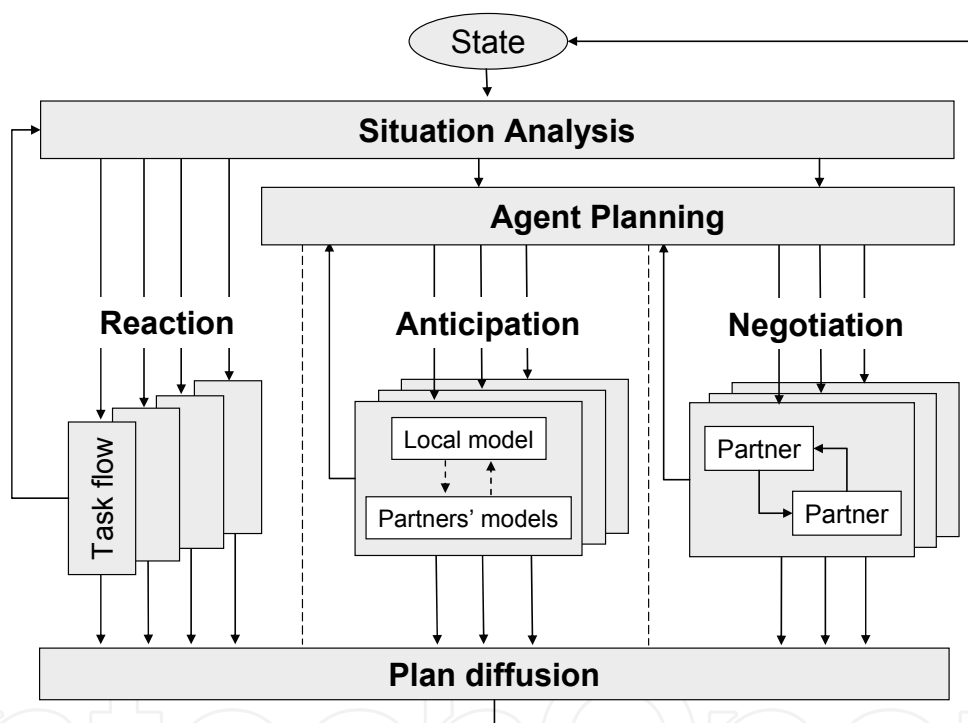 State
Situation Analysis
Agent Planning
Reaction
Anticipation
Negotiation
Task flow
Local model
Partners’ models
Partner
Partner
Plan diffusion